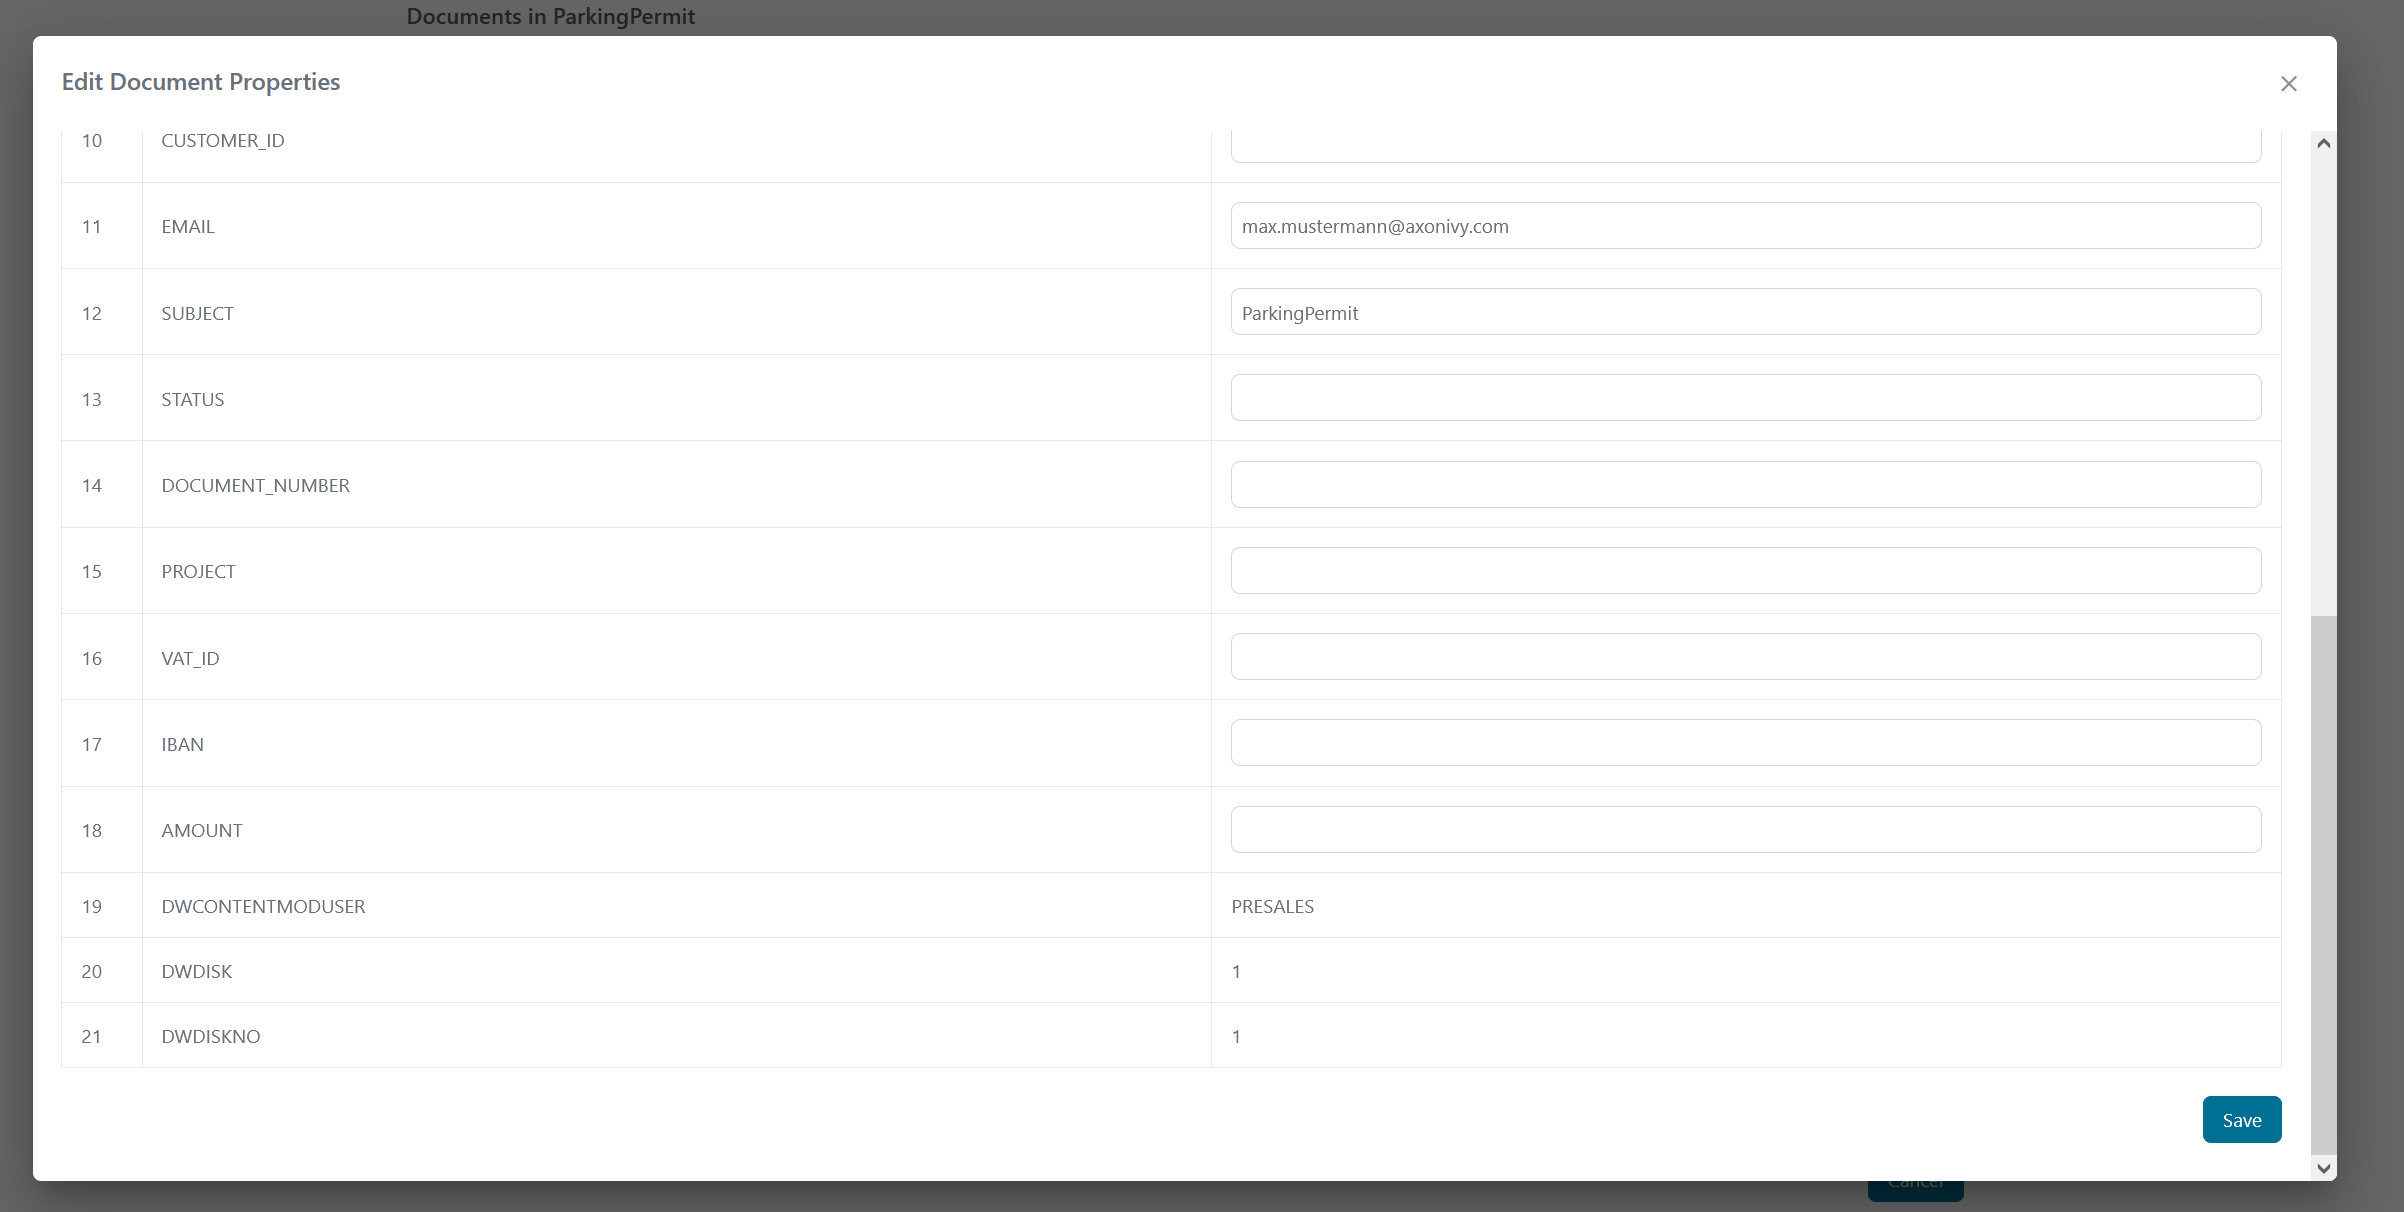 Documents in ParkingPermit
Edit Document Properties
10 CUSTOMER_ID
11 EMAIL max.mustermann@axonivy.com
12 SUBJECT ParkingPermit
13 STATUS
14 DOCUMENT_NUMBER
15 PROJECT
16 VAT_ID
17 IBAN
18 AMOUNT
19 DWCONTENTMODUSER PRESALES
20 DWDISK 1
21 DWDISKNO 1
Save
Cancel